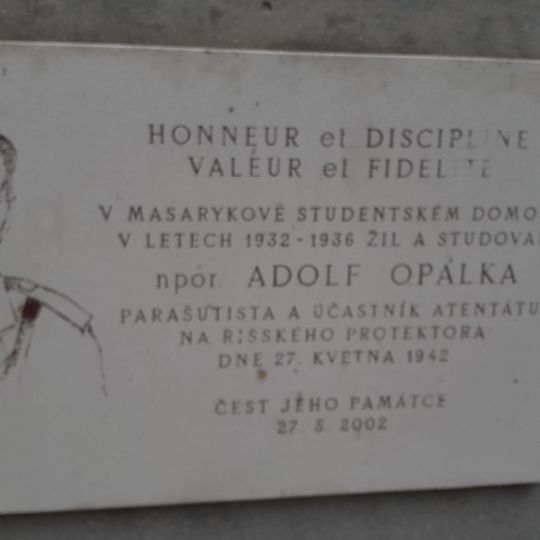 HONNEUR et DISCIPLINE
VALEUR et FIDELITE
V MASARYKOVĚ STUDENTSKÉM DOMO
V LETECH 1932-1936 ŽIL A STUDOVA
npor. ADOLF OPÁLKA
PARAŠUTISTA A ÚČASTNÍK ATENTÁTU
NA ŘÍŠSKÉHO PROTEKTORA
DNE 27. KVĚTNA 1942
ČEST JEHO PAMÁTCE
27. 5. 2002